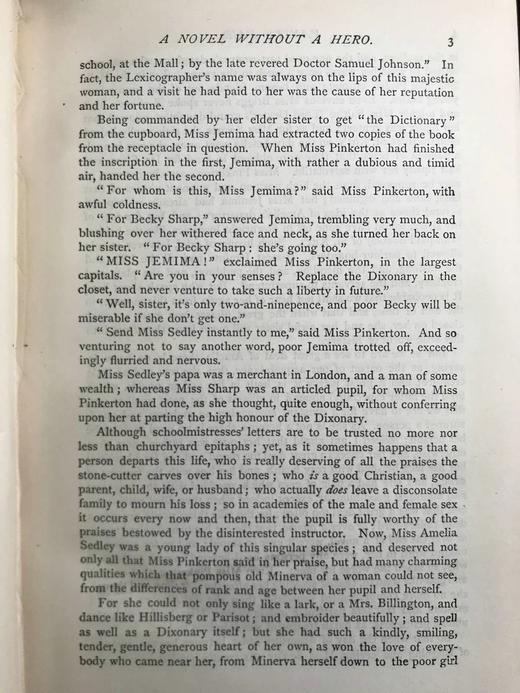 A NOVEL WITHOUT A HERO. 3
school, at the Mall; by the late revered Doctor Samuel Johnson." In
fact, the Lexicographer's name was always on the lips of this majestic
woman, and a visit he had paid to her was the cause of her reputation
and her fortune.
Being commanded by her elder sister to get "the Dictionary"
from the cupboard, Miss Jemima had extracted two copies of the book
from the receptacle in question. When Miss Pinkerton had finished
the inscription in the first, Jemima, with rather a dubious and timid
air, handed her the second.
"For whom is this, Miss Jemima?" said Miss Pinkerton, with
awful coldness.
"For Becky Sharp," answered Jemima, trembling very much, and
blushing over her withered face and neck, as she turned her back on
her sister. "For Becky Sharp: she's going too."
"MISS JEMIMA!" exclaimed Miss Pinkerton, in the largest
capitals. "Are you in your senses? Replace the Dixonary in the
closet, and never venture to take such a liberty in future."
"Well, sister, it's only two-and-ninepence, and poor Becky will be
miserable if she don't get one."
"Send Miss Sedley instantly to me," said Miss Pinkerton. And so
venturing not to say another word, poor Jemima trotted off, exceed-
ingly flurried and nervous.
Miss Sedley's papa was a merchant in London, and a man of some
wealth; whereas Miss Sharp was an articled pupil, for whom Miss
Pinkerton had done, as she thought, quite enough, without conferring
upon her at parting the high honour of the Dixonary.
Although schoolmistresses' letters are to be trusted no more nor
less than churchyard epitaphs; yet, as it sometimes happens that a
person departs this life, who is really deserving of all the praises the
stone-cutter carves over his bones; who is a good Christian, a good
parent, child, wife, or husband; who actually does leave a disconsolate
family to mourn his loss; so in academies of the male and female sex
it occurs every now and then, that the pupil is fully worthy of the
praises bestowed by the disinterested instructor. Now, Miss Amelia
Sedley was a young lady of this singular species; and deserved not
only all that Miss Pinkerton said in her praise, but had many charming
qualities which that pompous old Minerva of a woman could not see,
from the differences of rank and age between her pupil and herself.
For she could not only sing like a lark, or a Mrs. Billington, and
dance like Hillisberg or Parisot; and embroider beautifully; and spell
as well as a Dixonary itself; but she had such a kindly, smiling,
tender, gentle, generous heart of her own, as won the love of every-
body who came near her, from Minerva herself down to the poor girl